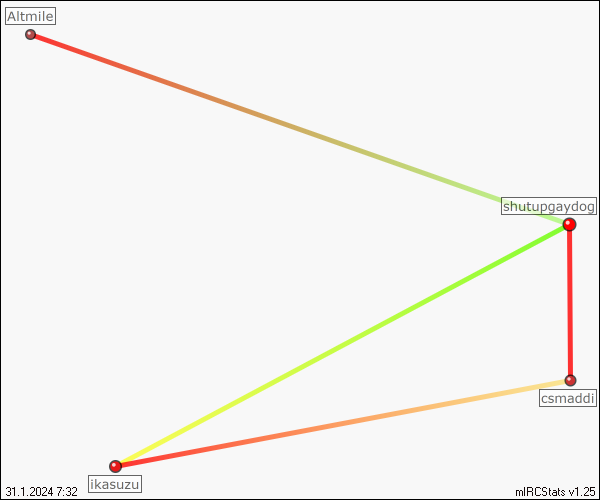 Altmile
shutupgaydog
csmaddi
ikasuzu
31.1.2024 7:32
mIRCStats v1.25